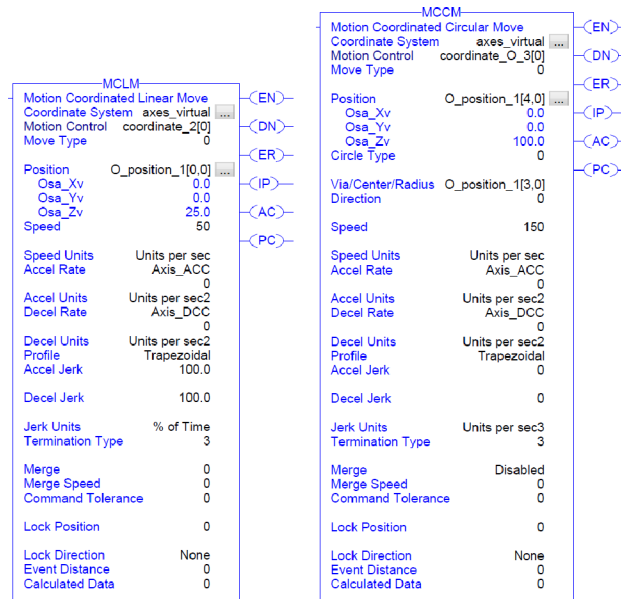 MCLM
Motion Coordinated Linear Move
Coordinate System axes_virtual ...
Motion Control coordinate_2[0]
Move Type 0
Position O_position_1[0,0] ...
Osa_Xv 0.0
Osa_Yv 0.0
Osa_Zv 25.0
Speed 50
Speed Units Units per sec
Accel Rate Axis_ACC
0
Accel Units Units per sec2
Decel Rate Axis_DCC
0
Decel Units Units per sec2
Profile Trapezoidal
Accel Jerk 100.0
Decel Jerk 100.0
Jerk Units % of Time
Termination Type 3
Merge 0
Merge Speed 0
Command Tolerance 0
Lock Position 0
Lock Direction None
Event Distance 0
Calculated Data 0
EN
DN
ER
IP
AC
PC
MCCM
Motion Coordinated Circular Move
Coordinate System axes_virtual ...
Motion Control coordinate_O_3[0]
Move Type 0
Position O_position_1[4,0] ...
Osa_Xv 0.0
Osa_Yv 0.0
Osa_Zv 100.0
Circle Type 0
Via/Center/Radius O_position_1[3,0]
Direction 0
Speed 150
Speed Units Units per sec
Accel Rate Axis_ACC
0
Accel Units Units per sec2
Decel Rate Axis_DCC
0
Decel Units Units per sec2
Profile Trapezoidal
Accel Jerk 0
Decel Jerk 0
Jerk Units Units per sec3
Termination Type 3
Merge Disabled
Merge Speed 0
Command Tolerance 0
Lock Position 0
Lock Direction None
Event Distance 0
Calculated Data 0
EN
DN
ER
IP
AC
PC